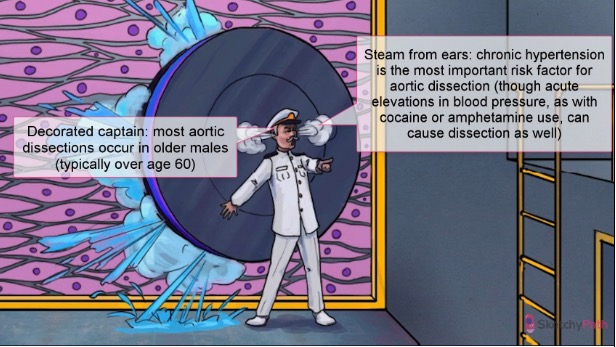 Steam from ears: chronic hypertension
is the most important risk factor for
aortic dissection (though acute
elevations in blood pressure, as with
cocaine or amphetamine use, can
cause dissection as well)
Decorated captain: most aortic
dissections occur in older males
(typically over age 60)
SketchyPath